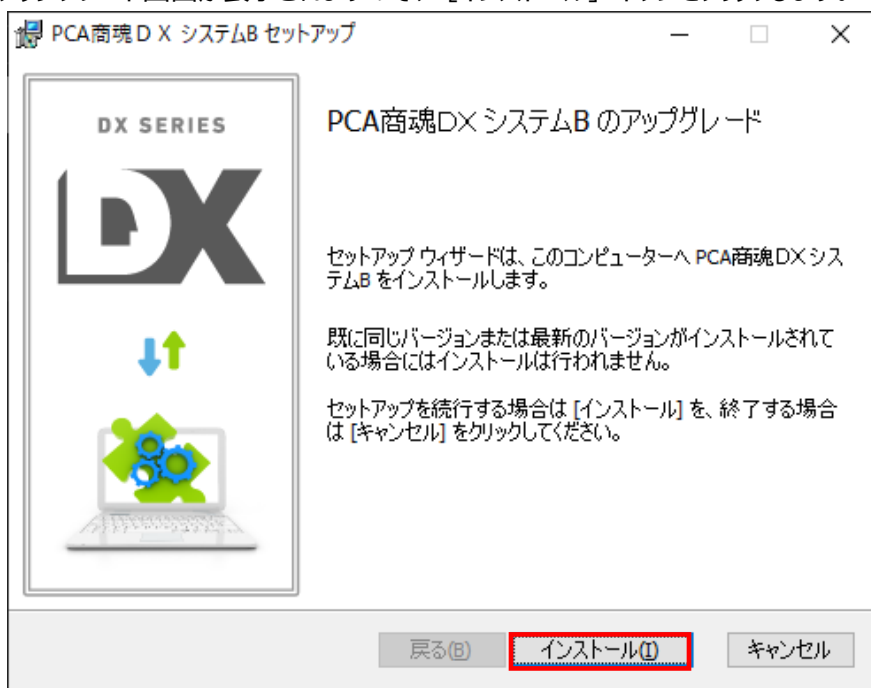 PCA商魂ＤＸ システムB セットアップ
DX SERIES
DX
PCA商魂DX システムB のアップグレード
セットアップ ウィザードは、このコンピューターへ PCA商魂DX シス
テムB をインストールします。
既に同じバージョンまたは最新のバージョンがインストールされて
いる場合にはインストールは行われません。
セットアップを続行する場合は [インストール] を、終了する場合
は [キャンセル] をクリックしてください。
戻る(B)
インストール(I)
キャンセル